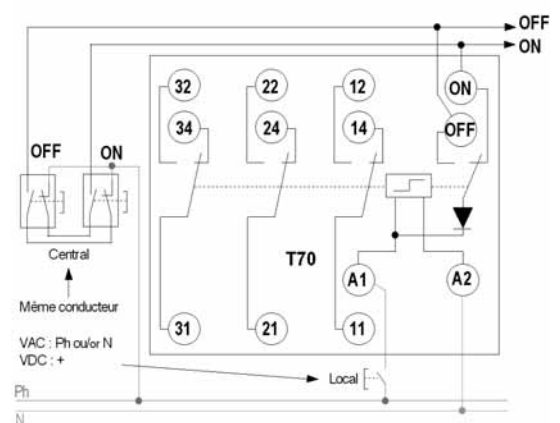 OFF
ON
32
22
12
ON
34
24
14
OFF
OFF
ON
Central
T70
A1
A2
Même conducteur
31
21
11
VAC : Ph ou/or N
VDC : +
Local
Ph
N